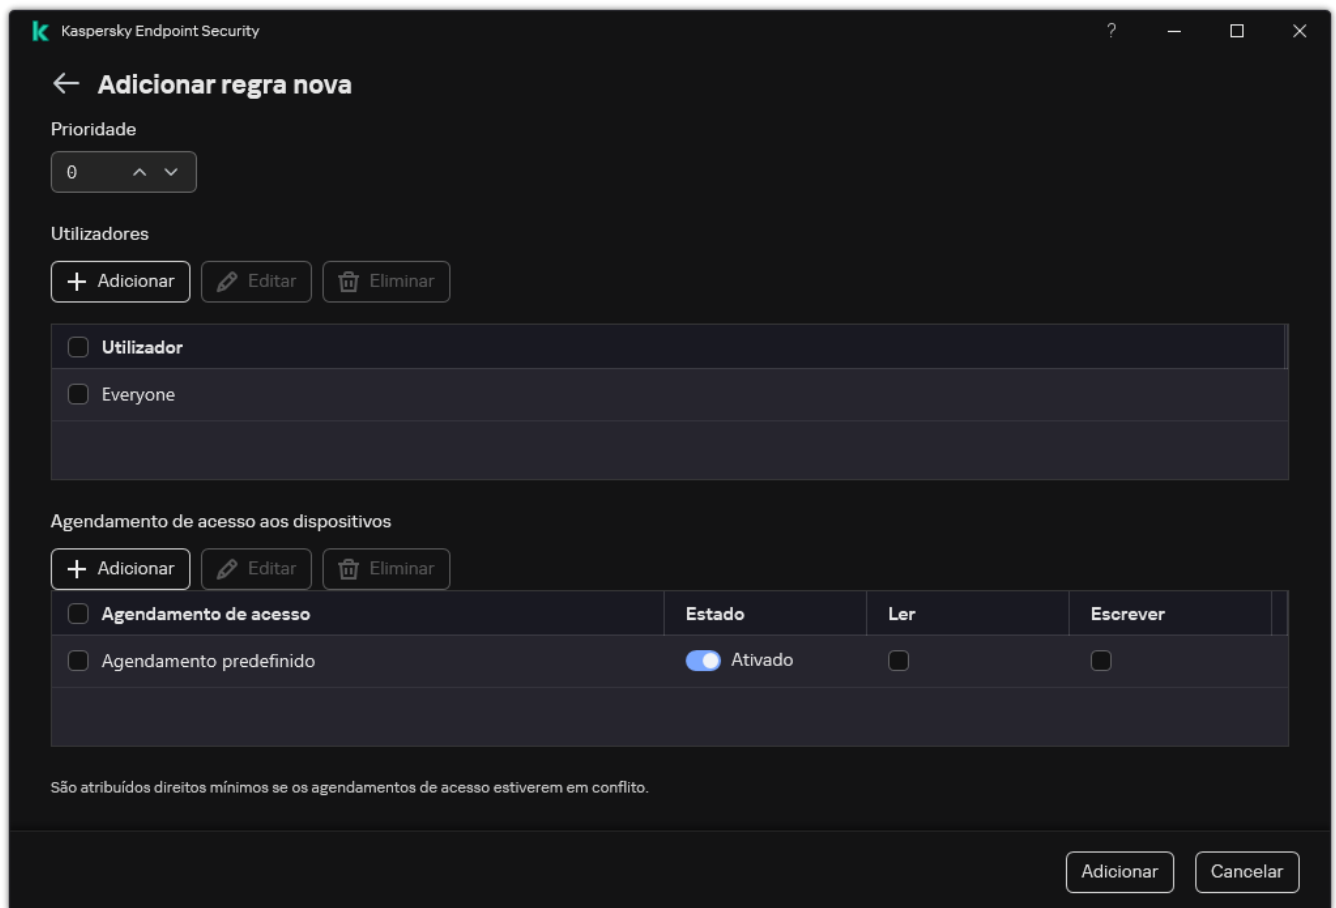 Kaspersky Endpoint Security ?
Adicionar regra nova
Prioridade
0
Utilizadores
Adicionar Editar Eliminar
Utilizador
Everyone
Agendamento de acesso aos dispositivos
Adicionar Editar Eliminar
Agendamento de acesso Estado Ler Escrever
Agendamento predefinido Ativado
São atribuídos direitos mínimos se os agendamentos de acesso estiverem em conflito.
Adicionar Cancelar